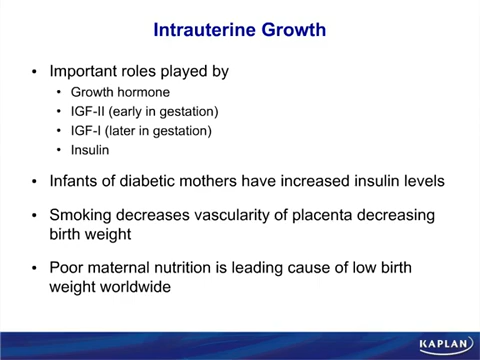 Intrauterine Growth
• Important roles played by
• Growth hormone
• IGF-II (early in gestation)
• IGF-I (later in gestation)
• Insulin
• Infants of diabetic mothers have increased insulin levels
• Smoking decreases vascularity of placenta decreasing
birth weight
• Poor maternal nutrition is leading cause of low birth
weight worldwide
KAPLAN